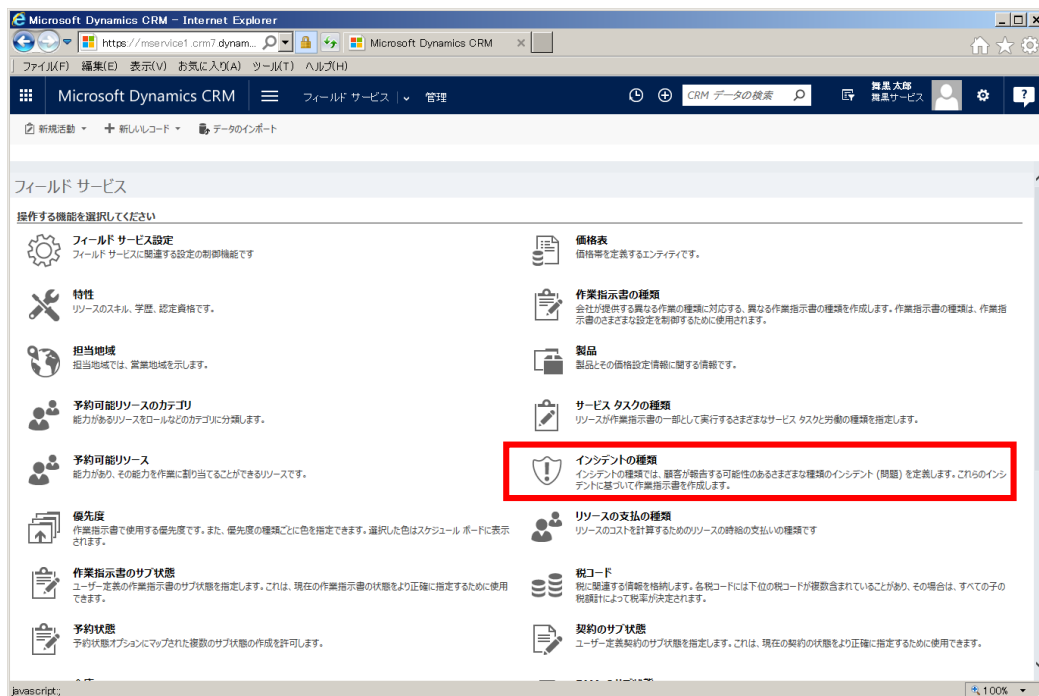 Microsoft Dynamics CRM - Internet Explorer
https://mservice1.crm7.dynam...
Microsoft Dynamics CRM
ファイル(F) 編集(E) 表示(V) お気に入り(A) ツール(T) ヘルプ(H)
Microsoft Dynamics CRM フィールド サービス 管理 CRM データの検索 舞黒 太郎
舞黒サービス
新規活動 新しいレコード データのインポート
フィールド サービス
操作する機能を選択してください
フィールド サービス設定
フィールド サービスに関連する設定の制御機能です
価格表
価格帯を定義するエンティティです。
特性
リソースのスキル、学歴、認定資格です。
作業指示書の種類
会社が提供する異なる作業の種類に対応する、異なる作業指示書の種類を作成します。作業指示書の種類は、作業指
示書のさまざまな設定を制御するために使用されます。
担当地域
担当地域では、営業地域を示します。
製品
製品とその価格設定情報に関する情報です。
予約可能リソースのカテゴリ
能力があるリソースをロールなどのカテゴリに分類します。
サービス タスクの種類
リソースが作業指示書の一部として実行するさまざまなサービス タスクと労働の種類を指定します。
予約可能リソース
能力があり、その能力を作業に割り当てることができるリソースです。
インシデントの種類
インシデントの種類では、顧客が報告する可能性のあるさまざまな種類のインシデント (問題) を定義します。これらのインシ
デントに基づいて作業指示書を作成します。
優先度
作業指示書で使用する優先度です。また、優先度の種類ごとに色を指定できます。選択した色はスケジュール ボードに表示
されます。
リソースの支払の種類
リソースのコストを計算するためのリソースの時給の支払いの種類です
作業指示書のサブ状態
ユーザー定義の作業指示書のサブ状態を指定します。これは、現在の作業指示書の状態をより正確に指定するために使用
できます。
税コード
税に関連する情報を格納します。各税コードには下位の税コードが複数含まれていることがあり、その場合は、すべての子の
税額計によって税率が決定されます。
予約状態
予約状態オプションにマップされた複数のサブ状態の作成を許可します。
契約のサブ状態
ユーザー定義契約のサブ状態を指定します。これは、現在の契約の状態をより正確に指定するために使用できます。
javascript:;
100%